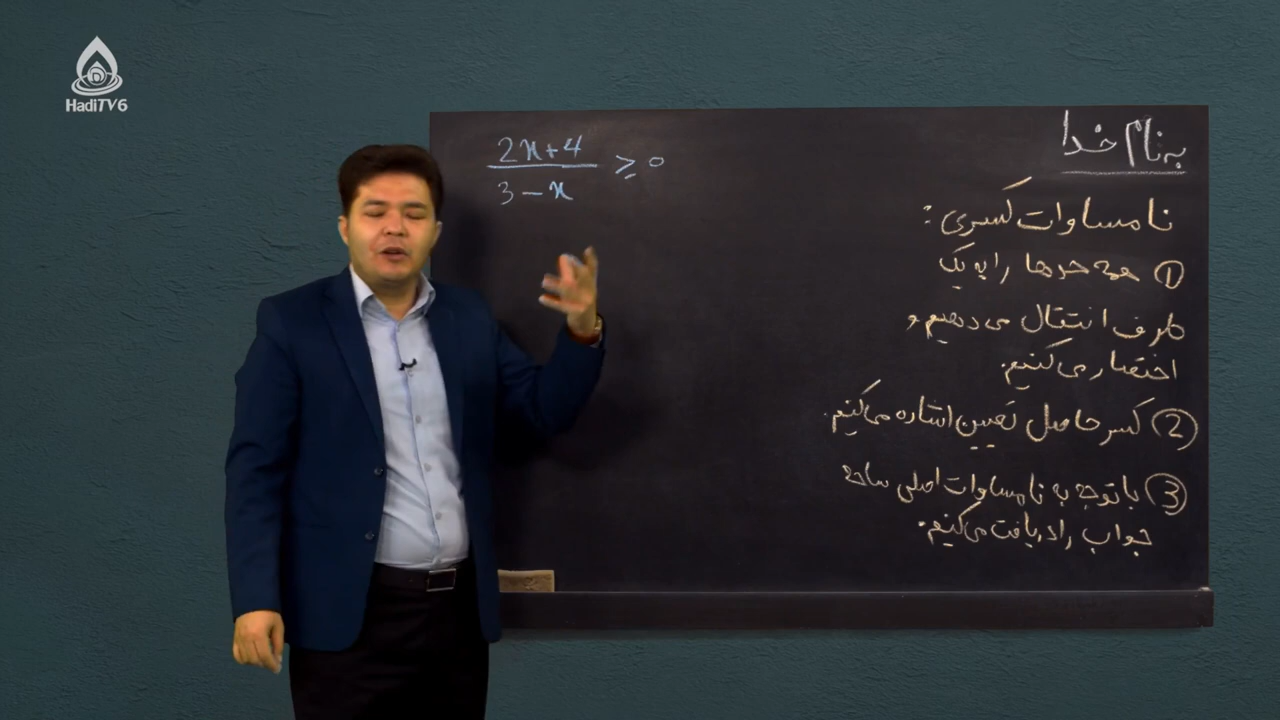 HadiTV6
به نام خدا
نامساوات کسری:
① همه حدها را به یک
طرف انتقال می‌دهیم و
اختصار می‌کنیم.
② کسر حاصل تعیین اشاره می‌کنیم.
③ با توجه به نامساوات اصلی ساحه
جواب را دریافت می‌کنیم.
2x+4
3-x
≥ 0